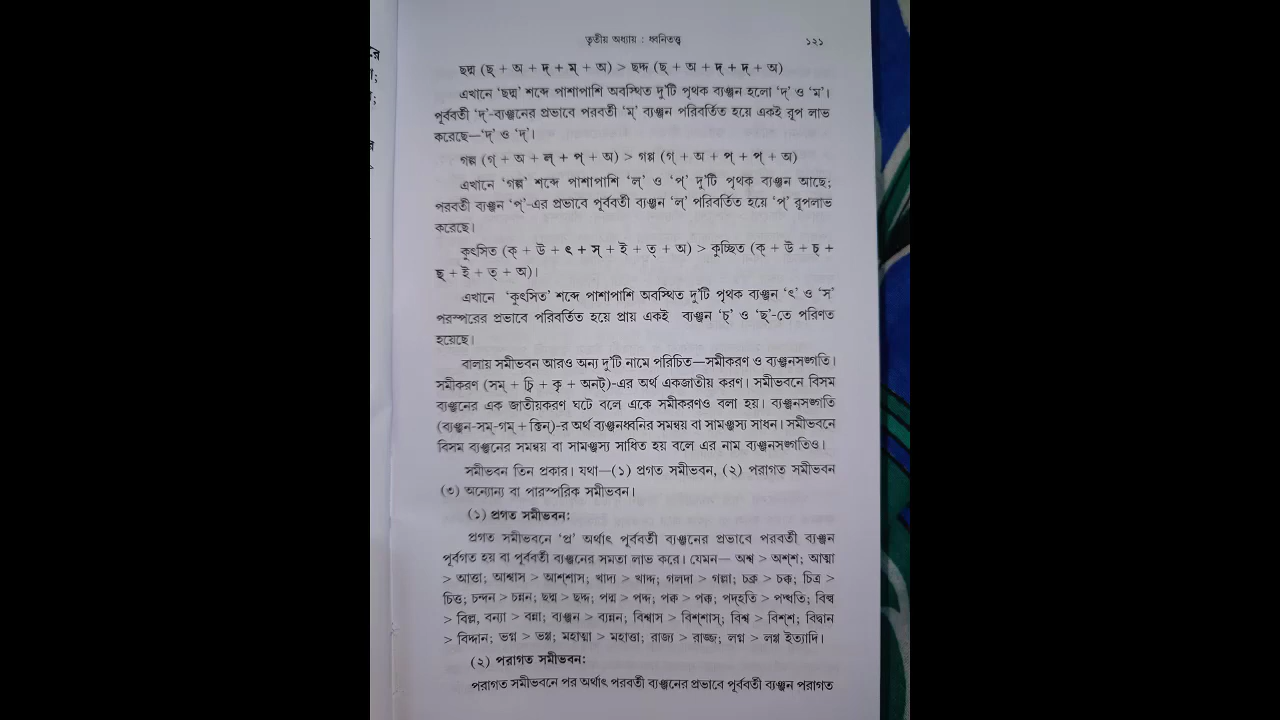 তৃতীয় অধ্যায় : ধ্বনিতত্ত্ব ১২১
ছদ্ম (ছ্ + অ + দ্ + ম্ + অ) > ছদ্দ (ছ্ + অ + দ্ + দ্ + অ)
এখানে ‘ছদ্ম’ শব্দে পাশাপাশি অবস্থিত দু’টি পৃথক ব্যঞ্জন হলো ‘দ্’ ও ‘ম’।
পূর্ববর্তী ‘দ্’-ব্যঞ্জনের প্রভাবে পরবর্তী ‘ম্’ ব্যঞ্জন পরিবর্তিত হয়ে একই রূপ লাভ
করেছে—‘দ্’ ও ‘দ্’।
গল্প (গ্ + অ + ল্ + প্ + অ) > গপ্প (গ্ + অ + প্ + প্ + অ)
এখানে ‘গল্প’ শব্দে পাশাপাশি ‘ল্’ ও ‘প্’ দু’টি পৃথক ব্যঞ্জন আছে;
পরবর্তী ব্যঞ্জন ‘প্’-এর প্রভাবে পূর্ববর্তী ব্যঞ্জন ‘ল্’ পরিবর্তিত হয়ে ‘প্’ রূপলাভ
করেছে।
কুৎসিত (ক্ + উ + ৎ + স্ + ই + ত্ + অ) > কুচ্ছিত (ক্ + উ + চ্ +
ছ্ + ই + ত্ + অ)।
এখানে ‘কুৎসিত’ শব্দে পাশাপাশি অবস্থিত দু’টি পৃথক ব্যঞ্জন ‘ৎ’ ও ‘স’
পরস্পরের প্রভাবে পরিবর্তিত হয়ে প্রায় একই ব্যঞ্জন ‘চ্’ ও ‘ছ্’-তে পরিণত
হয়েছে।
বালায় সমীভবন আরও অন্য দু’টি নামে পরিচিত—সমীকরণ ও ব্যঞ্জনসঙ্গতি।
সমীকরণ (সম্ + চ্বি + কৃ + অনট্)-এর অর্থ একজাতীয় করণ। সমীভবনে বিসম
ব্যঞ্জনের এক জাতীয়করণ ঘটে বলে একে সমীকরণও বলা হয়। ব্যঞ্জনসঙ্গতি
(ব্যঞ্জন-সম্-গম্ + ক্তিন্)-র অর্থ ব্যঞ্জনধ্বনির সমন্বয় বা সামঞ্জস্য সাধন। সমীভবনে
বিসম ব্যঞ্জনের সমন্বয় বা সামঞ্জস্য সাধিত হয় বলে এর নাম ব্যঞ্জনসঙ্গতিও।
সমীভবন তিন প্রকার। যথা—(১) প্রগত সমীভবন, (২) পরাগত সমীভবন
(৩) অন্যোন্য বা পারস্পরিক সমীভবন।
(১) প্রগত সমীভবন:
প্রগত সমীভবনে ‘প্র’ অর্থাৎ পূর্ববর্তী ব্যঞ্জনের প্রভাবে পরবর্তী ব্যঞ্জন
পূর্বগত হয় বা পূর্ববর্তী ব্যঞ্জনের সমতা লাভ করে। যেমন— অশ্ব > অশ্শ; আত্মা
> আত্তা; আশ্বাস > আশ্শাস; খাদ্য > খাদ্দ; গলদা > গল্লা; চক্র > চক্ক; চিত্র >
চিত্ত; চন্দন > চন্নন; ছদ্ম > ছদ্দ; পদ্ম > পদ্দ; পক্ব > পক্ক; পদ্হতি > পদ্ধতি; বিল্ব
> বিল্ল, বন্যা > বন্না; ব্যঞ্জন > ব্যন্নন; বিশ্বাস > বিশ্শাস্; বিশ্ব > বিশ্শ; বিদ্বান
> বিদ্দান; ভগ্ন > ভগ্গ; মহাত্মা > মহাত্তা; রাজ্য > রাজ্জ; লগ্ন > লগ্গ ইত্যাদি।
(২) পরাগত সমীভবন:
পরাগত সমীভবনে পর অর্থাৎ পরবর্তী ব্যঞ্জনের প্রভাবে পূর্ববর্তী ব্যঞ্জন পরাগত